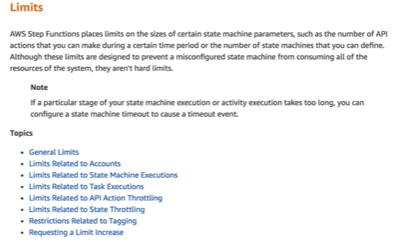 Limits
AWS Step Functions places limits on the sizes of certain state machine parameters, such as the number of API
actions that you can make during a certain time period or the number of state machines that you can define.
Although these limits are designed to prevent a misconfigured state machine from consuming all of the
resources of the system, they aren't hard limits.
Note
If a particular stage of your state machine execution or activity execution takes too long, you can
configure a state machine timeout to cause a timeout event.
Topics
• General Limits
• Limits Related to Accounts
• Limits Related to State Machine Executions
• Limits Related to Task Executions
• Limits Related to API Action Throttling
• Limits Related to State Throttling
• Restrictions Related to Tagging
• Requesting a Limit Increase